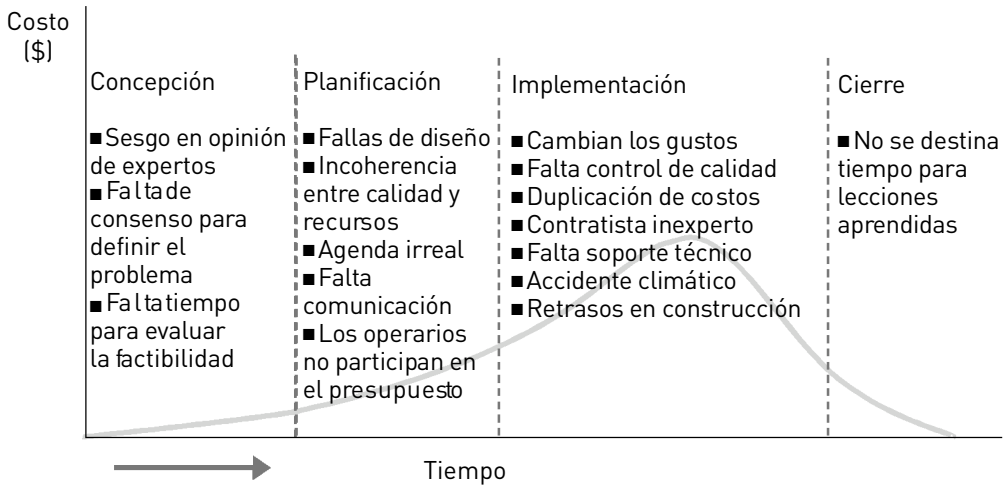 Costo
($)
Concepción
■ Sesgo en opinión
de expertos
■ Falta de
consenso para
definir el
problema
■ Falta tiempo
para evaluar
la factibilidad
Planificación
■ Fallas de diseño
■ Incoherencia
entre calidad y
recursos
■ Agenda irreal
■ Falta
comunicación
■ Los operarios
no participan en
el presupuesto
Implementación
■ Cambian los gustos
■ Falta control de calidad
■ Duplicación de costos
■ Contratista inexperto
■ Falta soporte técnico
■ Accidente climático
■ Retrasos en construcción
Cierre
■ No se destina
tiempo para
lecciones
aprendidas
Tiempo